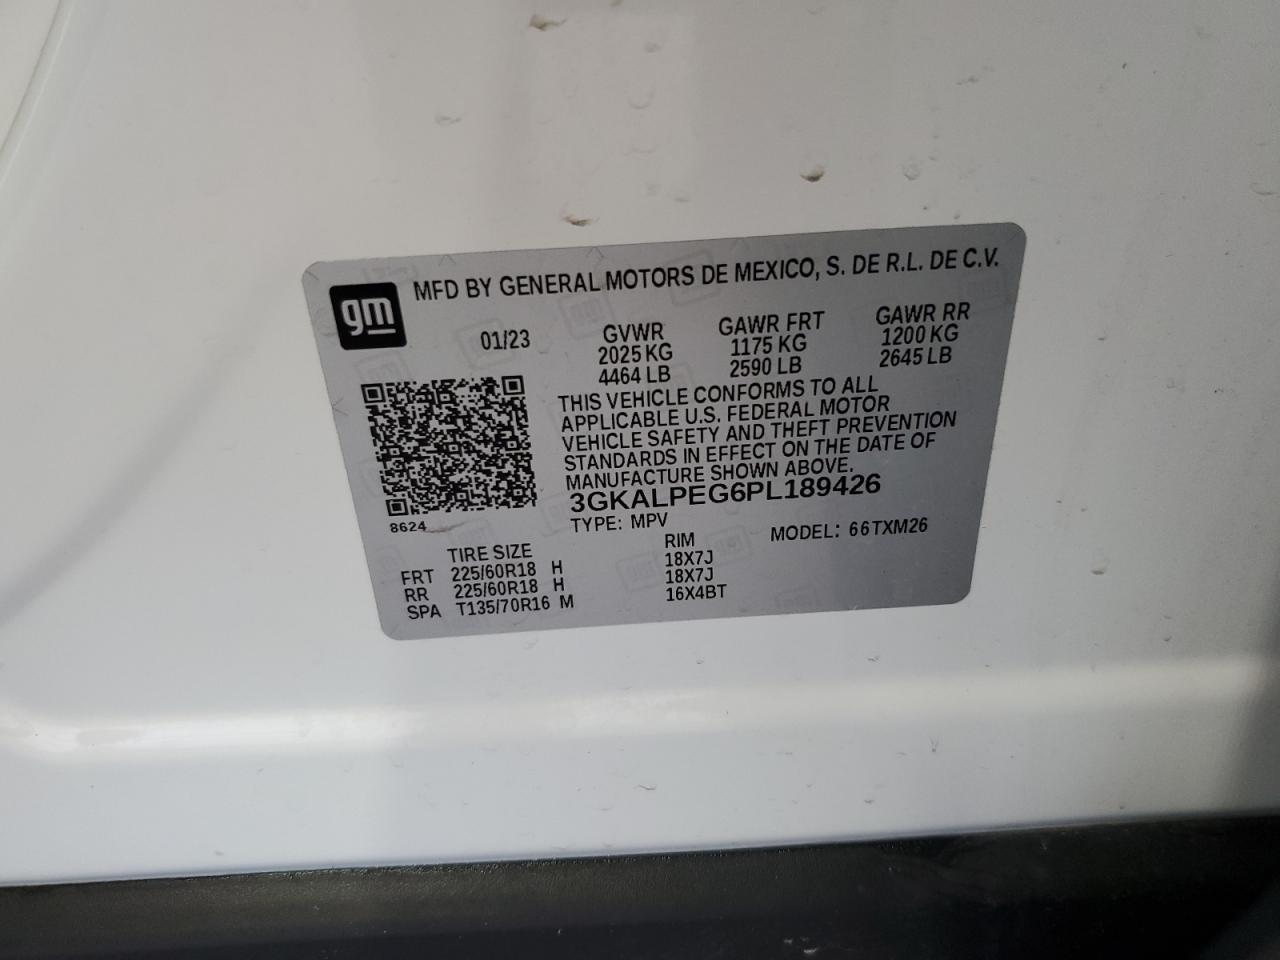 gm
MFD BY GENERAL MOTORS DE MEXICO, S. DE R.L. DE C.V.
01/23 GVWR GAWR FRT GAWR RR
2025 KG 1175 KG 1200 KG
4464 LB 2590 LB 2645 LB
THIS VEHICLE CONFORMS TO ALL
APPLICABLE U.S. FEDERAL MOTOR
VEHICLE SAFETY AND THEFT PREVENTION
STANDARDS IN EFFECT ON THE DATE OF
MANUFACTURE SHOWN ABOVE.
3GKALPEG6PL189426
8624
TYPE: MPV MODEL: 66TXM26
TIRE SIZE RIM
FRT 225/60R18 H 18X7J
RR 225/60R18 H 18X7J
SPA T135/70R16 M 16X4BT